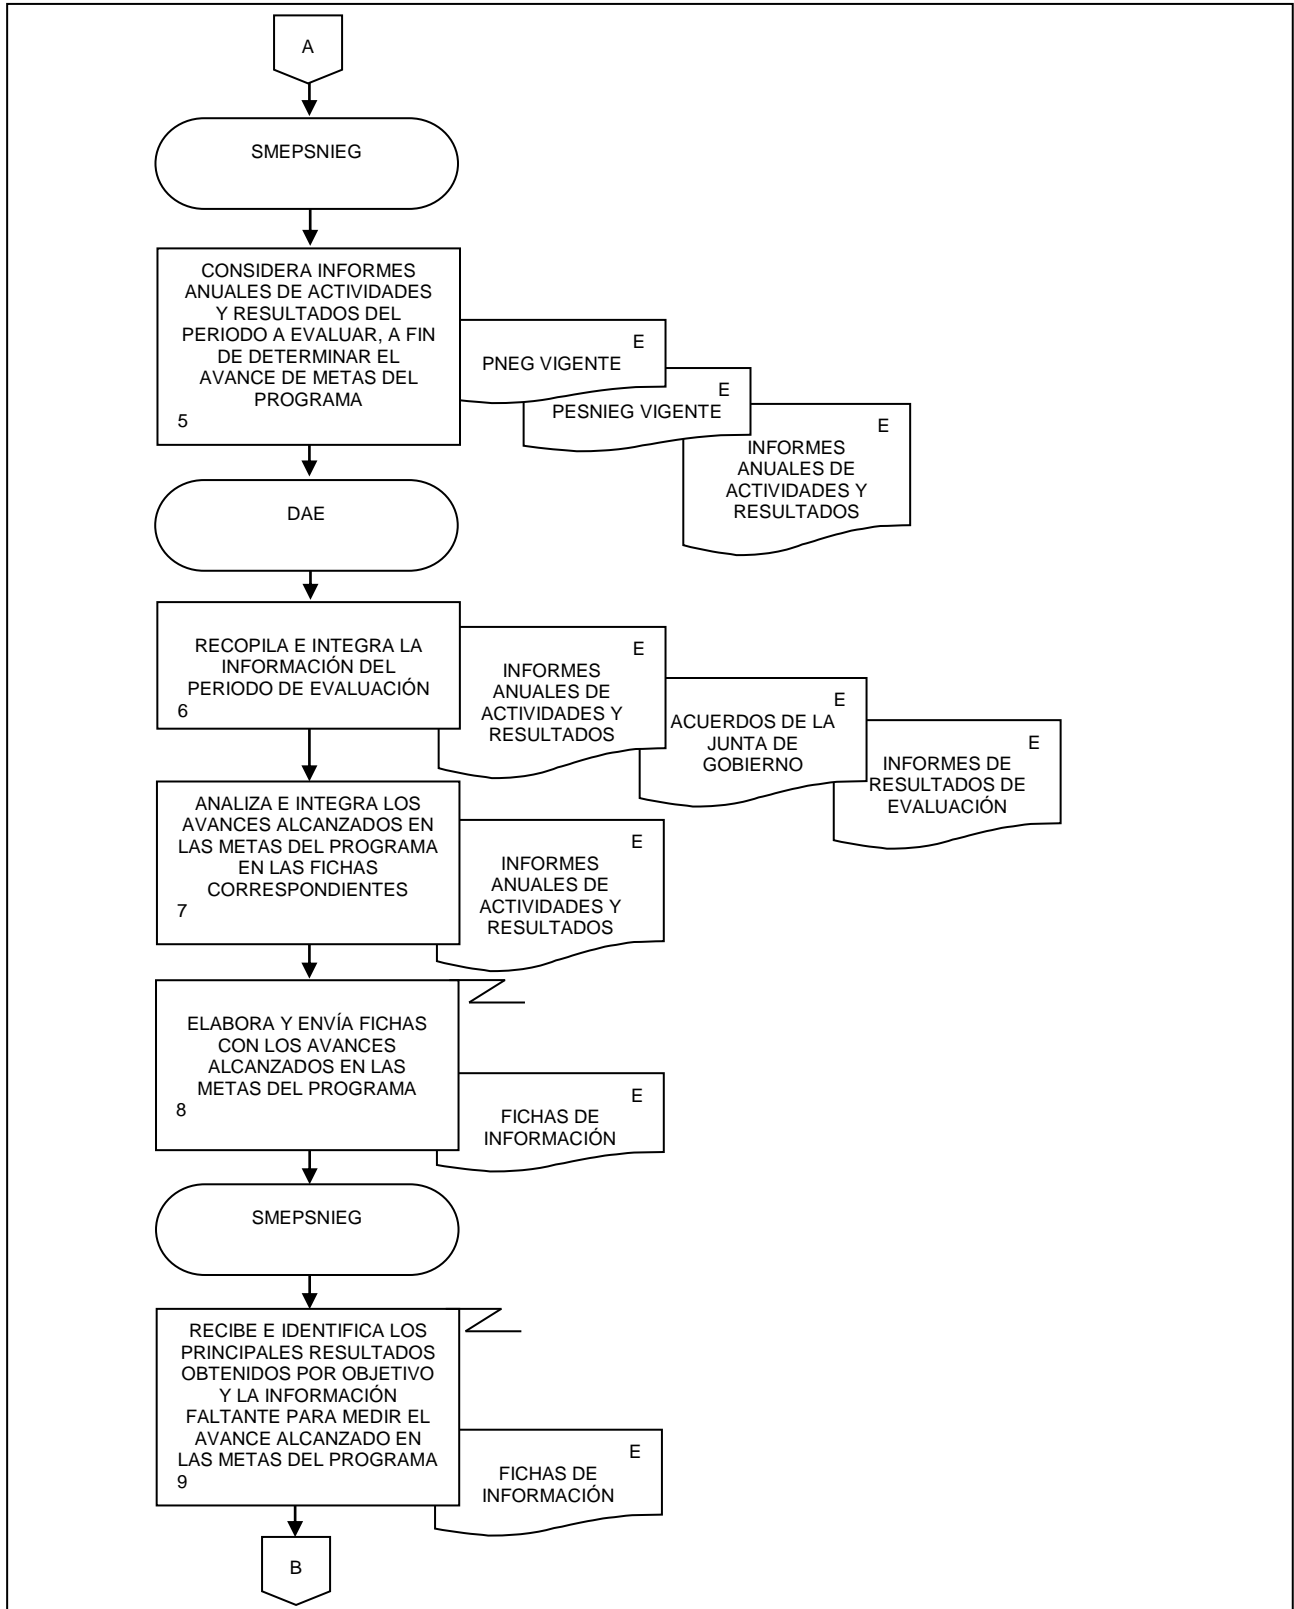 A
SMEPSNIEG
CONSIDERA INFORMES
ANUALES DE ACTIVIDADES
Y RESULTADOS DEL
PERIODO A EVALUAR, A FIN
DE DETERMINAR EL
AVANCE DE METAS DEL
PROGRAMA
5
E
PNEG VIGENTE
E
PESNIEG VIGENTE
E
INFORMES
ANUALES DE
ACTIVIDADES Y
RESULTADOS
DAE
RECOPILA E INTEGRA LA
INFORMACIÓN DEL
PERIODO DE EVALUACIÓN
6
E
INFORMES
ANUALES DE
ACTIVIDADES Y
RESULTADOS
E
ACUERDOS DE LA
JUNTA DE
GOBIERNO
E
INFORMES DE
RESULTADOS DE
EVALUACIÓN
ANALIZA E INTEGRA LOS
AVANCES ALCANZADOS EN
LAS METAS DEL PROGRAMA
EN LAS FICHAS
CORRESPONDIENTES
7
E
INFORMES
ANUALES DE
ACTIVIDADES Y
RESULTADOS
ELABORA Y ENVÍA FICHAS
CON LOS AVANCES
ALCANZADOS EN LAS
METAS DEL PROGRAMA
8
E
FICHAS DE
INFORMACIÓN
SMEPSNIEG
RECIBE E IDENTIFICA LOS
PRINCIPALES RESULTADOS
OBTENIDOS POR OBJETIVO
Y LA INFORMACIÓN
FALTANTE PARA MEDIR EL
AVANCE ALCANZADO EN
LAS METAS DEL PROGRAMA
9
E
FICHAS DE
INFORMACIÓN
B